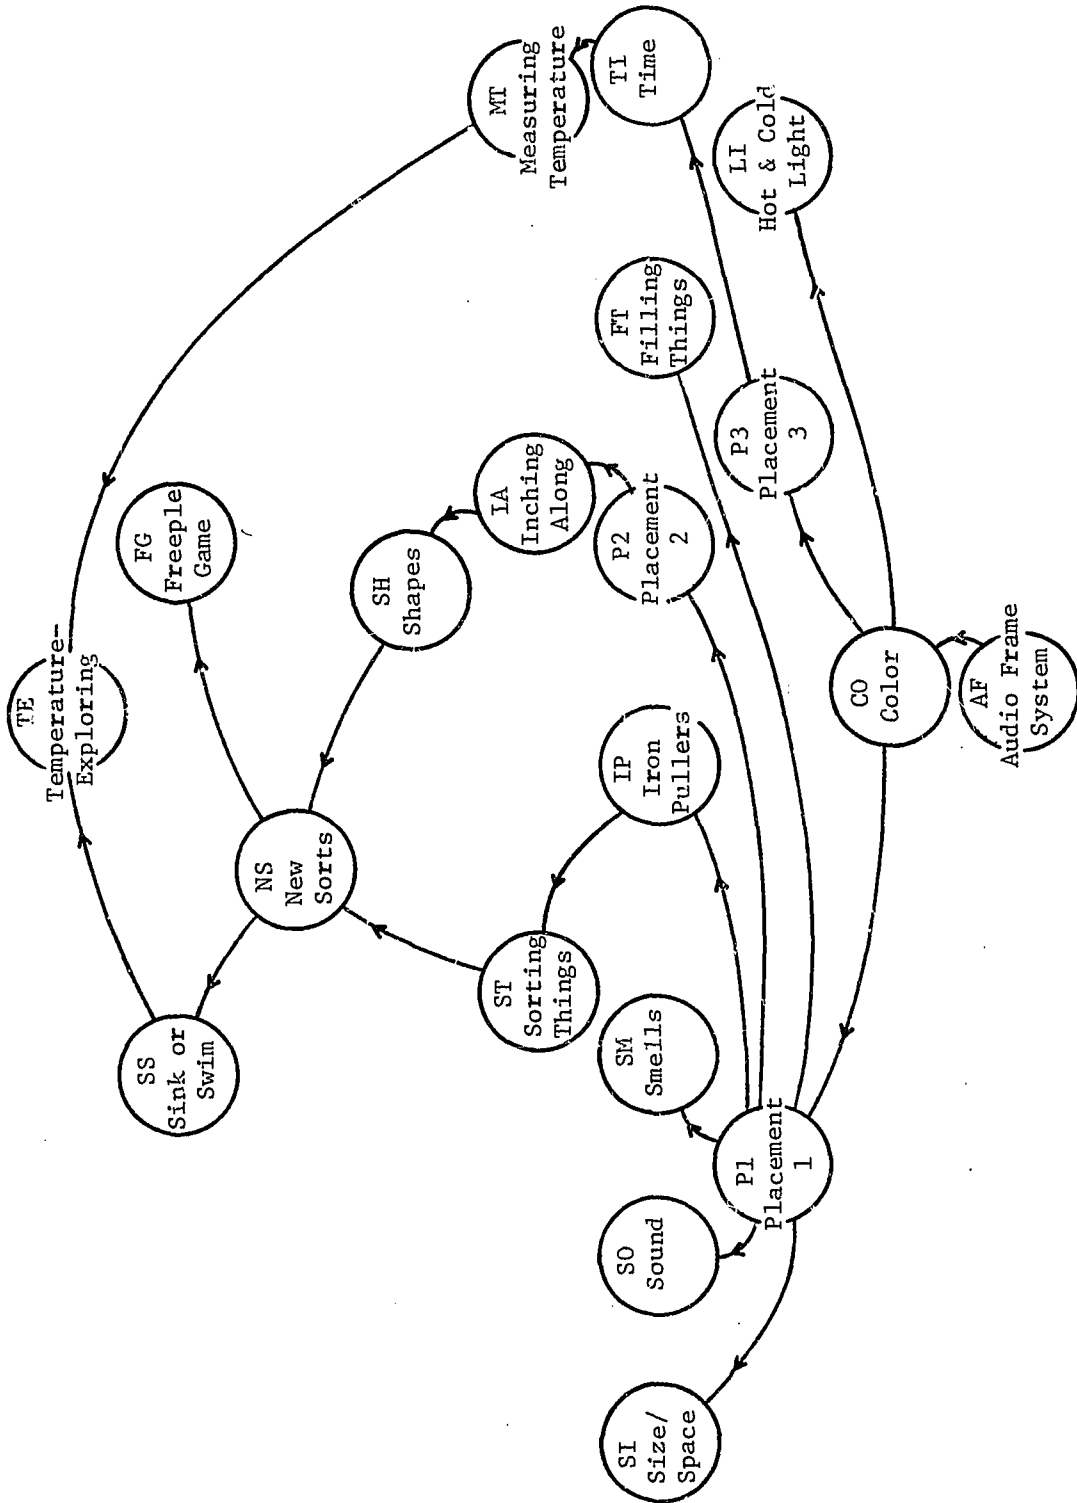 TE
Temperature-
Exploring
SS
Sink or
Swim
FG
Freeple
Game
NS
New
Sorts
SH
Shapes
MT
Measuring
Temperature
ST
Sorting
Things
IA
Inching
Along
SI
Size/
Space
SO
Sound
SM
Smells
IP
Iron
Pullers
P2
Placement
2
FT
Filling
Things
TI
Time
P1
Placement
1
P3
Placement
3
LI
Hot & Cold
Light
CO
Color
AF
Audio Frame
System